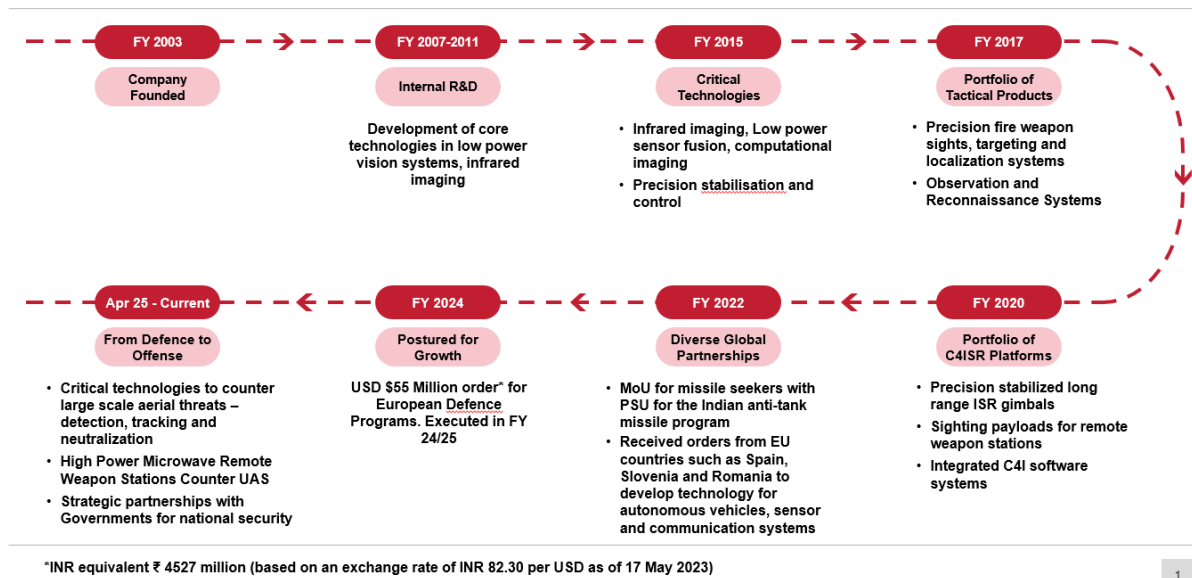 FY 2003
Company
Founded
FY 2007-2011
Internal R&D
Development of core
technologies in low power
vision systems, infrared
imaging
FY 2015
Critical
Technologies
• Infrared imaging, Low power
sensor fusion, computational
imaging
• Precision stabilisation and
control
FY 2017
Portfolio of
Tactical Products
• Precision fire weapon
sights, targeting and
localization systems
• Observation and
Reconnaissance Systems
FY 2020
Portfolio of
C4ISR Platforms
• Precision stabilized long
range ISR gimbals
• Sighting payloads for remote
weapon stations
• Integrated C4I software
systems
FY 2022
Diverse Global
Partnerships
• MoU for missile seekers with
PSU for the Indian anti-tank
missile program
• Received orders from EU
countries such as Spain,
Slovenia and Romania to
develop technology for
autonomous vehicles, sensor
and communication systems
FY 2024
Postured for
Growth
USD $55 Million order* for
European Defence
Programs. Executed in FY
24/25
Apr 25 - Current
From Defence to
Offense
• Critical technologies to counter
large scale aerial threats –
detection, tracking and
neutralization
• High Power Microwave Remote
Weapon Stations Counter UAS
• Strategic partnerships with
Governments for national security
*INR equivalent ₹ 4527 million (based on an exchange rate of INR 82.30 per USD as of 17 May 2023)
1